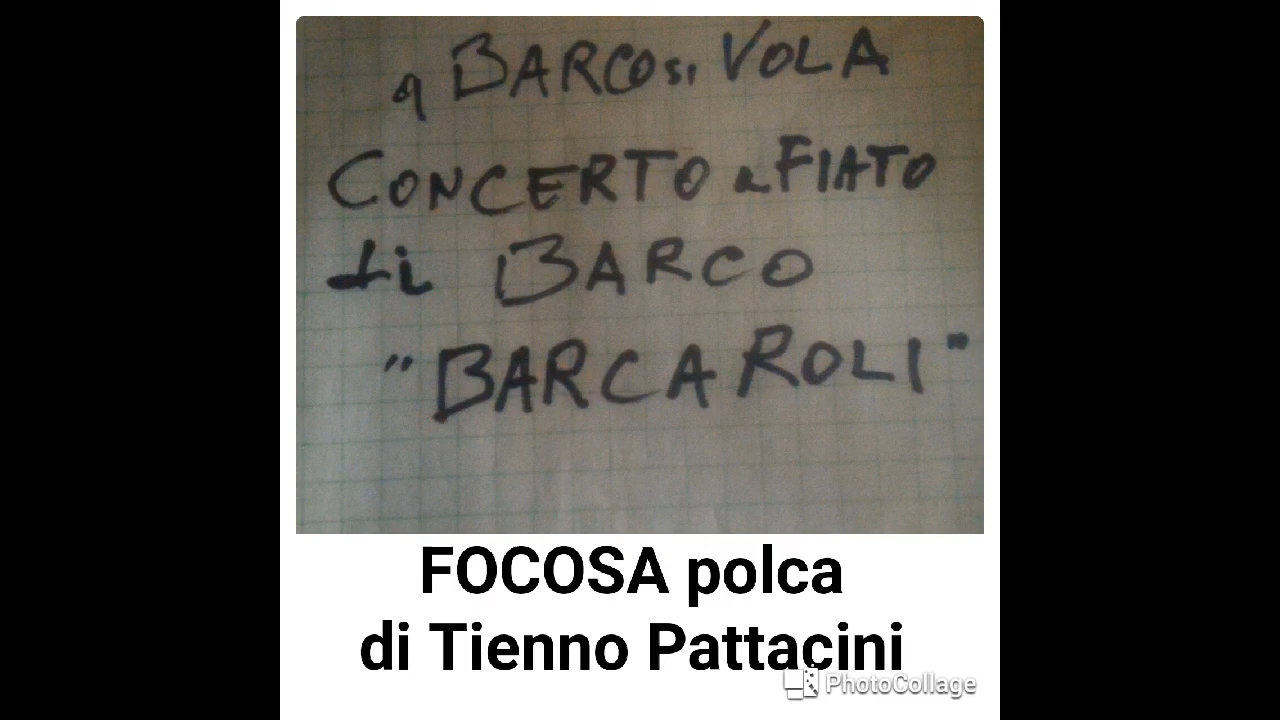 a BARCO si VOLA
CONCERTO a FIATO
di BARCO
"BARCAROLI"
FOCOSA polca
di Tienno Pattacini
PhotoCollage